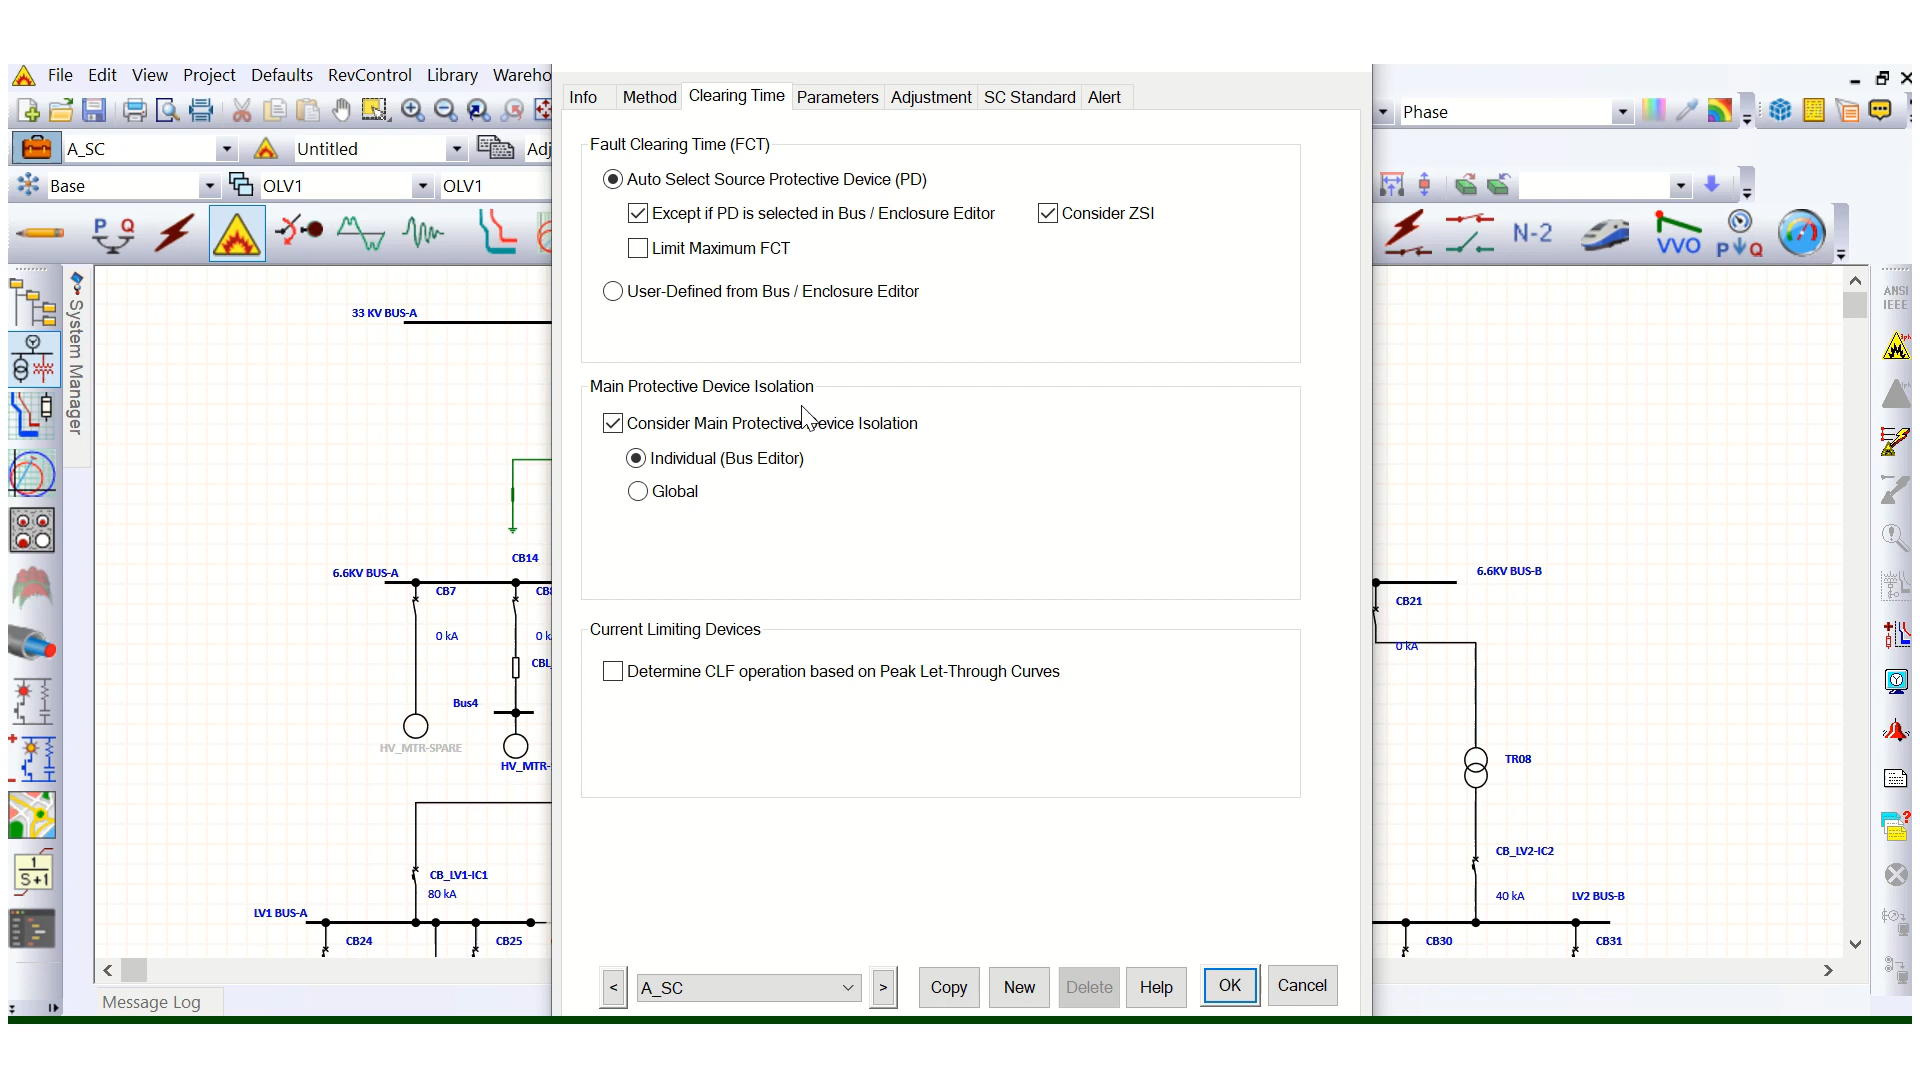 File Edit View Project Defaults RevControl Library
Info Method Clearing Time Parameters Adjustment SC Standard Alert
Phase
A_SC Untitled
Base OLV1 OLV1
P Q
N-2
VVO
P Q
System Manager
ANSI
IEEE
Fault Clearing Time (FCT)
Auto Select Source Protective Device (PD)
Except if PD is selected in Bus / Enclosure Editor Consider ZSI
Limit Maximum FCT
User-Defined from Bus / Enclosure Editor
Main Protective Device Isolation
Consider Main Protective Device Isolation
Individual (Bus Editor)
Global
Current Limiting Devices
Determine CLF operation based on Peak Let-Through Curves
< A_SC > Copy New Delete Help OK Cancel
33 KV BUS-A
CB14
6.6KV BUS-A
CB7
0 kA
Bus4
HV_MTR-SPARE
CB_LV1-IC1
80 kA
LV1 BUS-A
CB24 CB25
6.6KV BUS-B
CB21
0 kA
TR08
CB_LV2-IC2
40 kA LV2 BUS-B
CB30 CB31
1
S+1
Message Log